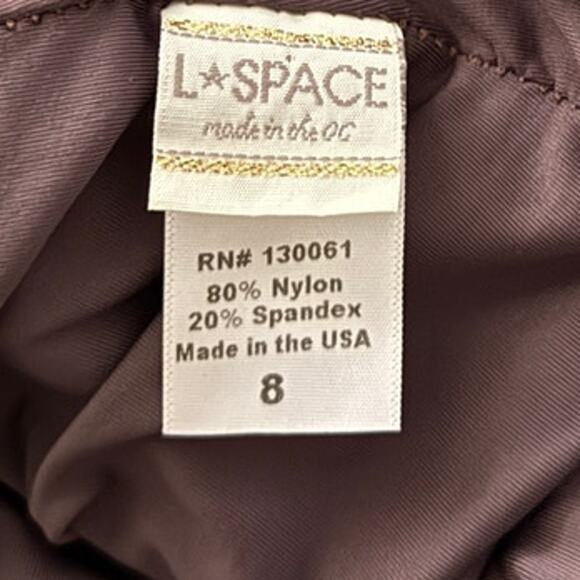 L★SPACE
made in the OC
RN# 130061
80% Nylon
20% Spandex
Made in the USA
8